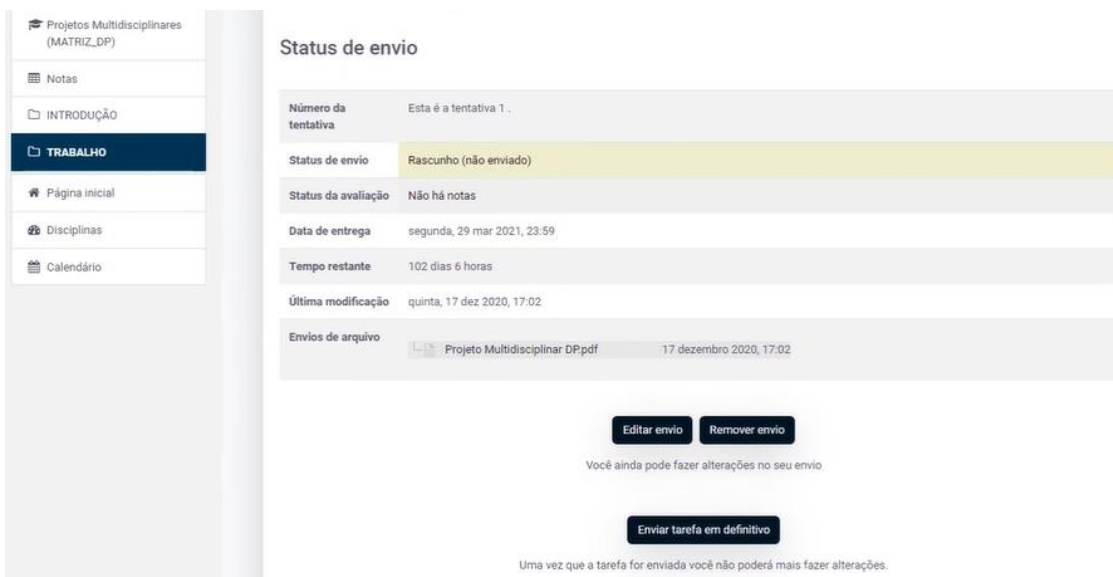 Projetos Multidisciplinares
(MATRIZ_DP)
Notas
INTRODUÇÃO
TRABALHO
Página inicial
Disciplinas
Calendário
Status de envio
Número da
tentativa
Esta é a tentativa 1 .
Status de envio Rascunho (não enviado)
Status da avaliação Não há notas
Data de entrega segunda, 29 mar 2021, 23:59
Tempo restante 102 dias 6 horas
Última modificação quinta, 17 dez 2020, 17:02
Envios de arquivo
Projeto Multidisciplinar DP.pdf 17 dezembro 2020, 17:02
Editar envio Remover envio
Você ainda pode fazer alterações no seu envio
Enviar tarefa em definitivo
Uma vez que a tarefa for enviada você não poderá mais fazer alterações.